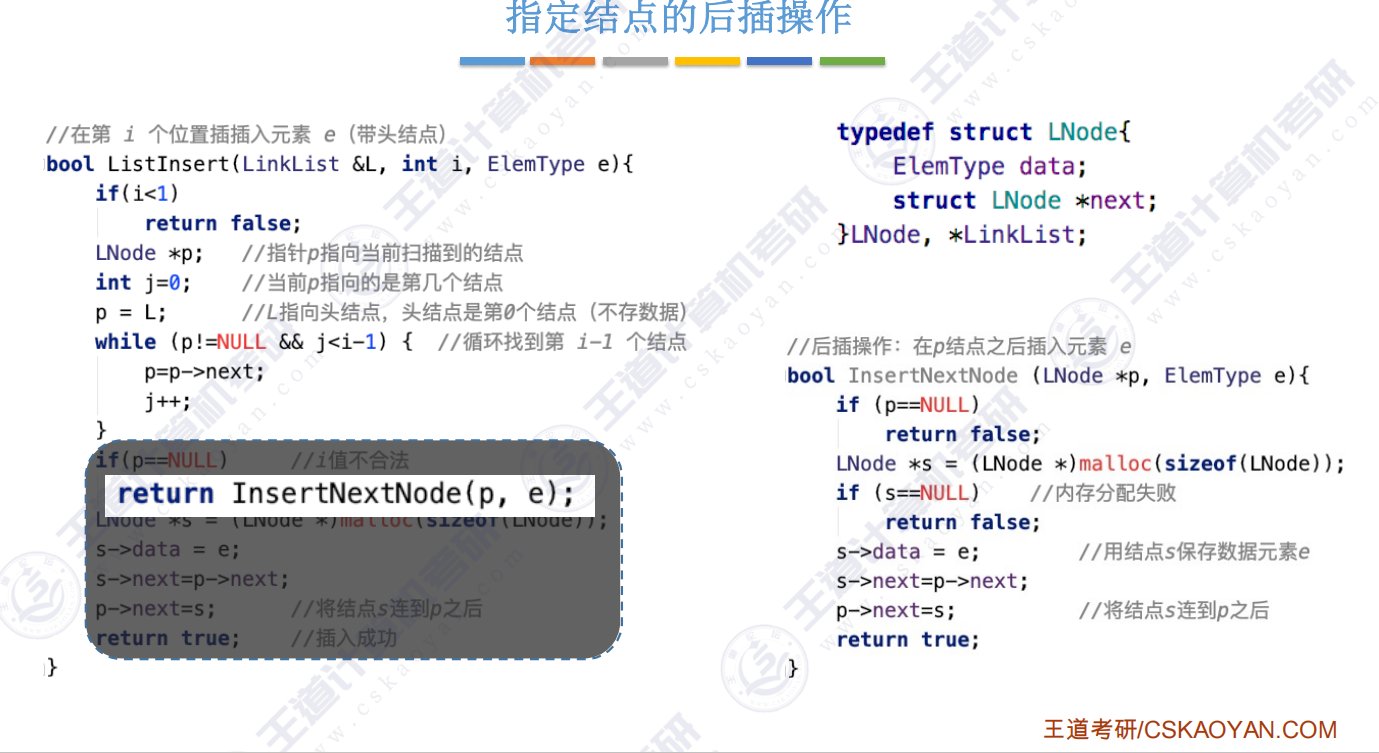 指定结点的后插操作
//在第 i 个位置插插入元素 e（带头结点）
bool ListInsert(LinkList &L, int i, ElemType e){
if(i<1)
return false;
LNode *p; //指针p指向当前扫描到的结点
int j=0; //当前p指向的是第几个结点
p = L; //L指向头结点，头结点是第0个结点（不存数据）
while (p!=NULL && j<i-1) { //循环找到第 i-1 个结点
p=p->next;
j++;
}
if(p==NULL) //i值不合法
return InsertNextNode(p, e);
LNode *s = (LNode *)malloc(sizeof(LNode));
s->data = e;
s->next=p->next;
p->next=s; //将结点s连到p之后
return true; //插入成功
}
typedef struct LNode{
ElemType data;
struct LNode *next;
}LNode, *LinkList;
//后插操作：在p结点之后插入元素 e
bool InsertNextNode (LNode *p, ElemType e){
if (p==NULL)
return false;
LNode *s = (LNode *)malloc(sizeof(LNode));
if (s==NULL) //内存分配失败
return false;
s->data = e; //用结点s保存数据元素e
s->next=p->next;
p->next=s; //将结点s连到p之后
return true;
}
王道考研/CSKAOYAN.COM
王道计算机考研
www.cskaoyan.com